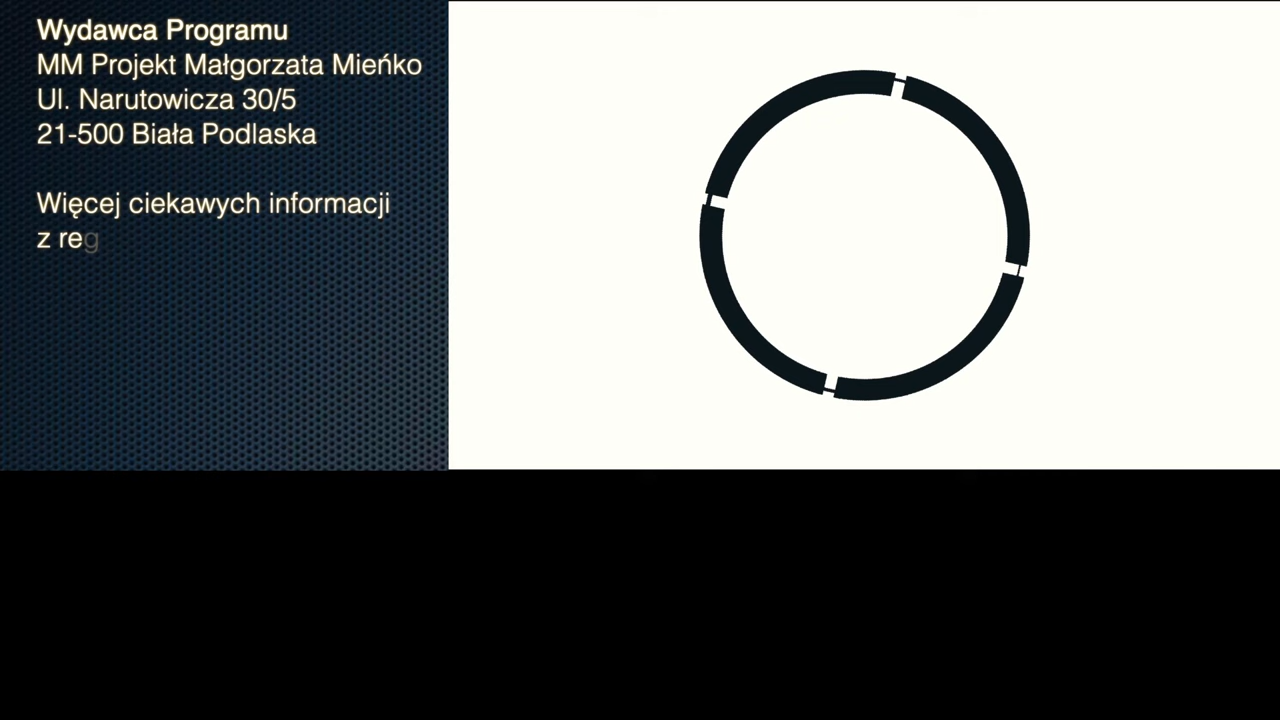 Wydawca Programu
MM Projekt Małgorzata Mieńko
Ul. Narutowicza 30/5
21-500 Biała Podlaska
Więcej ciekawych informacji
z reg